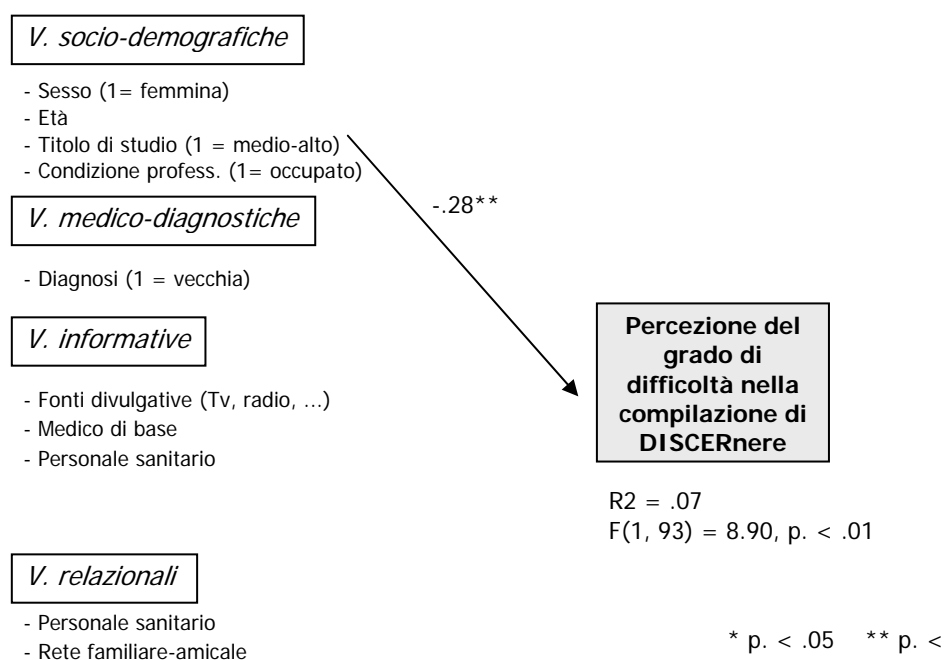 V. socio-demografiche
- Sesso (1= femmina)
- Età
- Titolo di studio (1 = medio-alto)
- Condizione profess. (1= occupato)
V. medico-diagnostiche
-.28**
- Diagnosi (1 = vecchia)
V. informative
- Fonti divulgative (Tv, radio, ...)
- Medico di base
- Personale sanitario
Percezione del
grado di
difficoltà nella
compilazione di
DISCERnere
R2 = .07
F(1, 93) = 8.90, p. < .01
V. relazionali
- Personale sanitario
- Rete familiare-amicale
* p. < .05 ** p. <